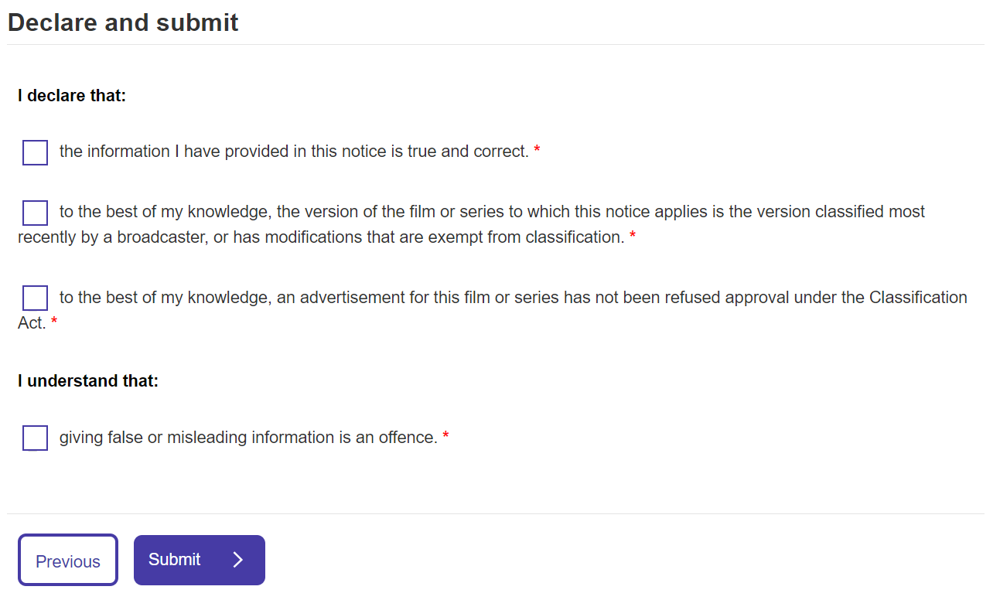 Declare and submit
I declare that:
the information I have provided in this notice is true and correct. *
to the best of my knowledge, the version of the film or series to which this notice applies is the version classified most
recently by a broadcaster, or has modifications that are exempt from classification. *
to the best of my knowledge, an advertisement for this film or series has not been refused approval under the Classification
Act. *
I understand that:
giving false or misleading information is an offence. *
Previous
Submit